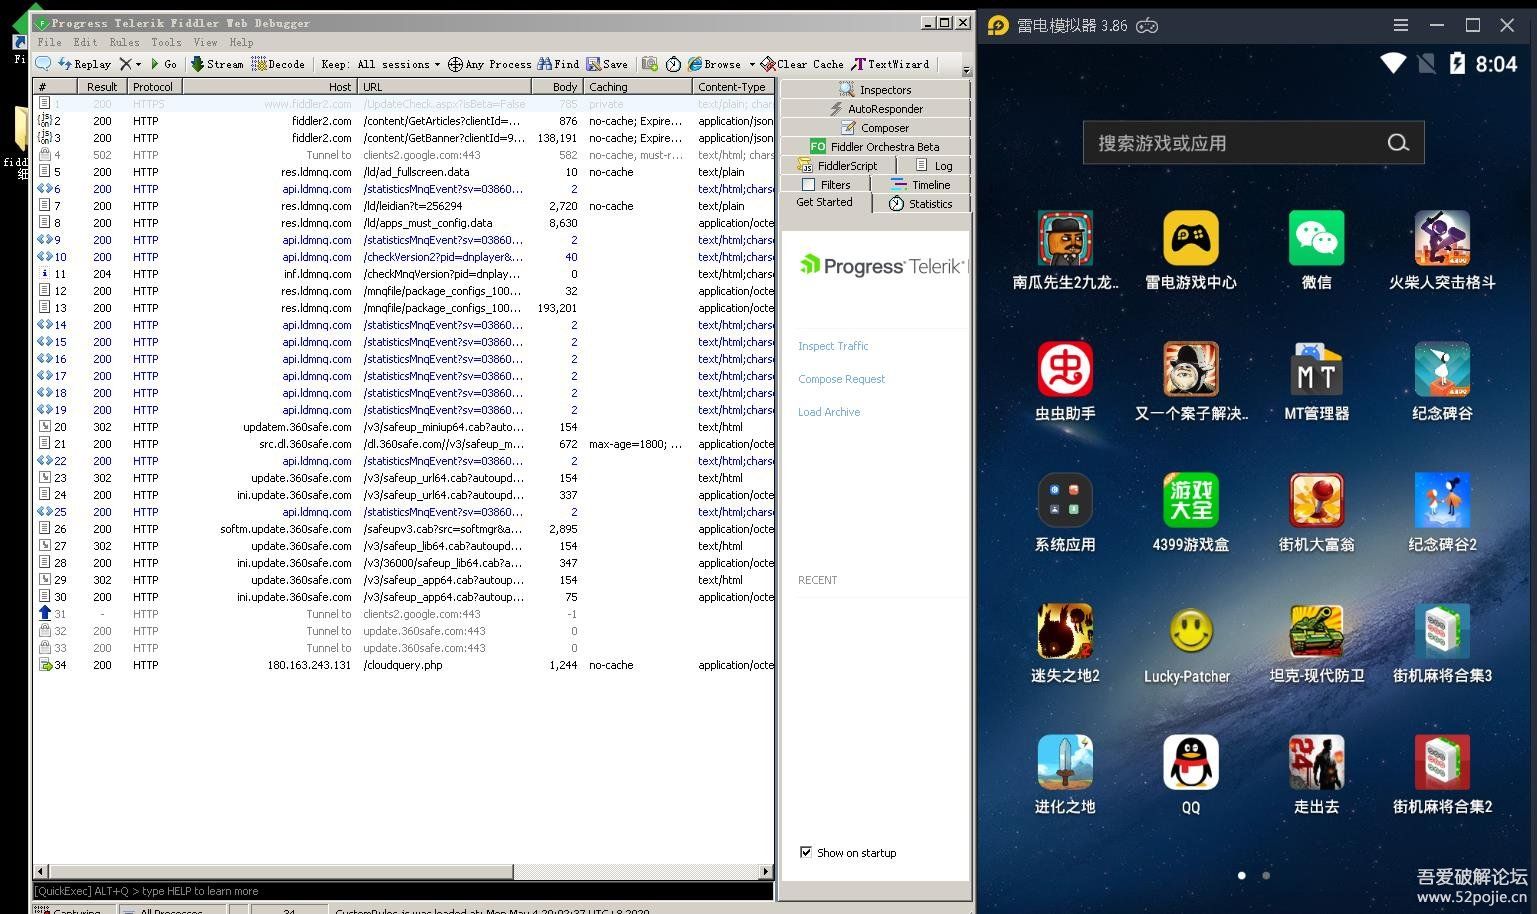 Progress Telerik Fiddler Web Debugger
File Edit Rules Tools View Help
Replay Go Stream Decode Keep: All sessions Any Process Find Save Browse Clear Cache TextWizard
# Result Protocol Host URL Body Caching Content-Type
1 200 HTTPS www.fiddler2.com /UpdateCheck.aspx?isBeta=False 785 private text/plain; char
2 200 HTTP fiddler2.com /content/GetArticles?clientId=... 876 no-cache; Expire... application/json
3 200 HTTP fiddler2.com /content/GetBanner?clientId=9... 138,191 no-cache; Expire... application/json
4 502 HTTP Tunnel to clients2.google.com:443 582 no-cache, must-r... text/html; charse
5 200 HTTP res.ldmnq.com /ld/ad_fullscreen.data 10 no-cache text/plain
6 200 HTTP api.ldmnq.com /statisticsMnqEvent?sv=03860... 2 text/html;charse
7 200 HTTP res.ldmnq.com /ld/leidian?t=256294 2,720 no-cache text/plain
8 200 HTTP res.ldmnq.com /ld/apps_must_config.data 8,630 application/octe
9 200 HTTP api.ldmnq.com /statisticsMnqEvent?sv=03860... 2 text/html;charse
10 200 HTTP api.ldmnq.com /checkVersion2?pid=dnplayer&... 40 text/html;charse
11 204 HTTP inf.ldmnq.com /checkMnqVersion?pid=dnplay... 0 text/html;charse
12 200 HTTP res.ldmnq.com /mnqfile/package_configs_100... 32 application/octe
13 200 HTTP res.ldmnq.com /mnqfile/package_configs_100... 193,201 application/octe
14 200 HTTP api.ldmnq.com /statisticsMnqEvent?sv=03860... 2 text/html;charse
15 200 HTTP api.ldmnq.com /statisticsMnqEvent?sv=03860... 2 text/html;charse
16 200 HTTP api.ldmnq.com /statisticsMnqEvent?sv=03860... 2 text/html;charse
17 200 HTTP api.ldmnq.com /statisticsMnqEvent?sv=03860... 2 text/html;charse
18 200 HTTP api.ldmnq.com /statisticsMnqEvent?sv=03860... 2 text/html;charse
19 200 HTTP api.ldmnq.com /statisticsMnqEvent?sv=03860... 2 text/html;charse
20 302 HTTP updatem.360safe.com /v3/safeup_miniup64.cab?auto... 154 text/html
21 200 HTTP src.dl.360safe.com /dl.360safe.com//v3/safeup_m... 672 max-age=1800; ... application/octe
22 200 HTTP api.ldmnq.com /statisticsMnqEvent?sv=03860... 2 text/html;charse
23 302 HTTP update.360safe.com /v3/safeup_url64.cab?autoupd... 154 text/html
24 200 HTTP ini.update.360safe.com /v3/safeup_url64.cab?autoupd... 337 application/octe
25 200 HTTP api.ldmnq.com /statisticsMnqEvent?sv=03860... 2 text/html;charse
26 200 HTTP softm.update.360safe.com /safeupv3.cab?src=softmgr&a... 2,895 application/octe
27 302 HTTP update.360safe.com /v3/safeup_lib64.cab?autoupd... 154 text/html
28 200 HTTP ini.update.360safe.com /v3/36000/safeup_lib64.cab?a... 347 application/octe
29 302 HTTP update.360safe.com /v3/safeup_app64.cab?autoup... 154 text/html
30 200 HTTP ini.update.360safe.com /v3/safeup_app64.cab?autoup... 75 application/octe
31 - HTTP Tunnel to clients2.google.com:443 -1
32 200 HTTP Tunnel to update.360safe.com:443 0
33 200 HTTP Tunnel to update.360safe.com:443 0
34 200 HTTP 180.163.243.131 /cloudquery.php 1,244 no-cache application/octe
[QuickExec] ALT+Q > type HELP to learn more
Capturing All Processes 34 CustomRules.js was loaded at: Mon May 4 20:02:37 UTC+8 2020
Inspectors
AutoResponder
Composer
FO Fiddler Orchestra Beta
FiddlerScript Log
Filters Timeline
Get Started Statistics
Progress Telerik
Inspect Traffic
Compose Request
Load Archive
RECENT
Show on startup
雷电模拟器 3.86
8:04
搜索游戏或应用
南瓜先生2九龙.. 雷电游戏中心 微信 火柴人突击格斗
虫
M T
虫虫助手 又一个案子解决.. MT管理器 纪念碑谷
游戏
大全
系统应用 4399游戏盒 街机大富翁 纪念碑谷2
迷失之地2 Lucky-Patcher 坦克-现代防卫 街机麻将合集3
24
进化之地 QQ 走出去 街机麻将合集2
吾爱破解论坛
www.52pojie.cn